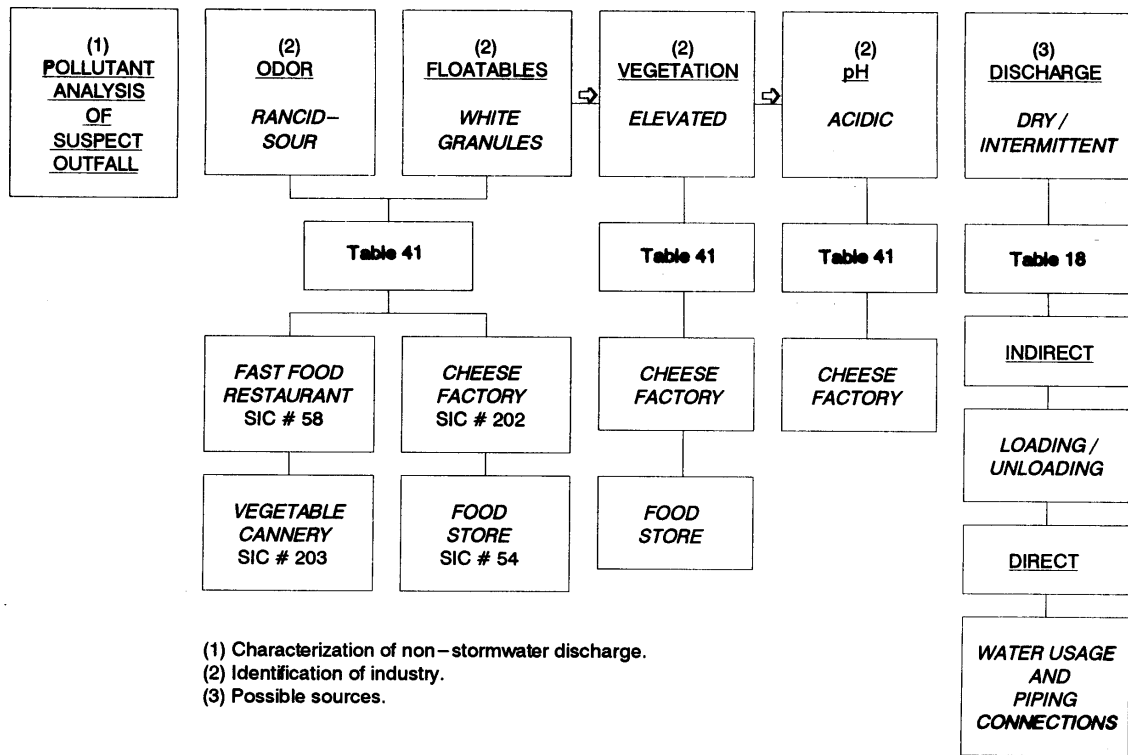 (1)
POLLUTANT
ANALYSIS
OF
SUSPECT
OUTFALL
(2)
ODOR
RANCID–
SOUR
(2)
FLOATABLES
WHITE
GRANULES
(2)
VEGETATION
ELEVATED
(2)
pH
ACIDIC
(3)
DISCHARGE
DRY /
INTERMITTENT
Table 41
Table 41
Table 41
Table 18
FAST FOOD
RESTAURANT
SIC # 58
CHEESE
FACTORY
SIC # 202
CHEESE
FACTORY
CHEESE
FACTORY
INDIRECT
LOADING /
UNLOADING
VEGETABLE
CANNERY
SIC # 203
FOOD
STORE
SIC # 54
FOOD
STORE
DIRECT
WATER USAGE
AND
PIPING
CONNECTIONS
(1) Characterization of non–stormwater discharge.
(2) Identification of industry.
(3) Possible sources.